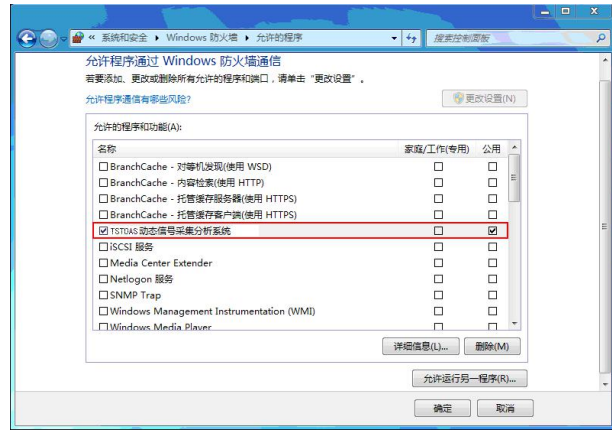 « 系统和安全 ▸ Windows 防火墙 ▸ 允许的程序
搜索控制面板
允许程序通过 Windows 防火墙通信
若要添加、更改或删除所有允许的程序和端口，请单击“更改设置”。
允许程序通信有哪些风险?
更改设置(N)
允许的程序和功能(A):
名称 家庭/工作(专用) 公用
BranchCache - 对等机发现(使用 WSD)
BranchCache - 内容检索(使用 HTTP)
BranchCache - 托管缓存服务器(使用 HTTPS)
BranchCache - 托管缓存客户端(使用 HTTPS)
TSTDAS动态信号采集分析系统
iSCSI 服务
Media Center Extender
Netlogon 服务
SNMP Trap
Windows Management Instrumentation (WMI)
Windows Media Player
详细信息(L)... 删除(M)
允许运行另一程序(R)...
确定 取消